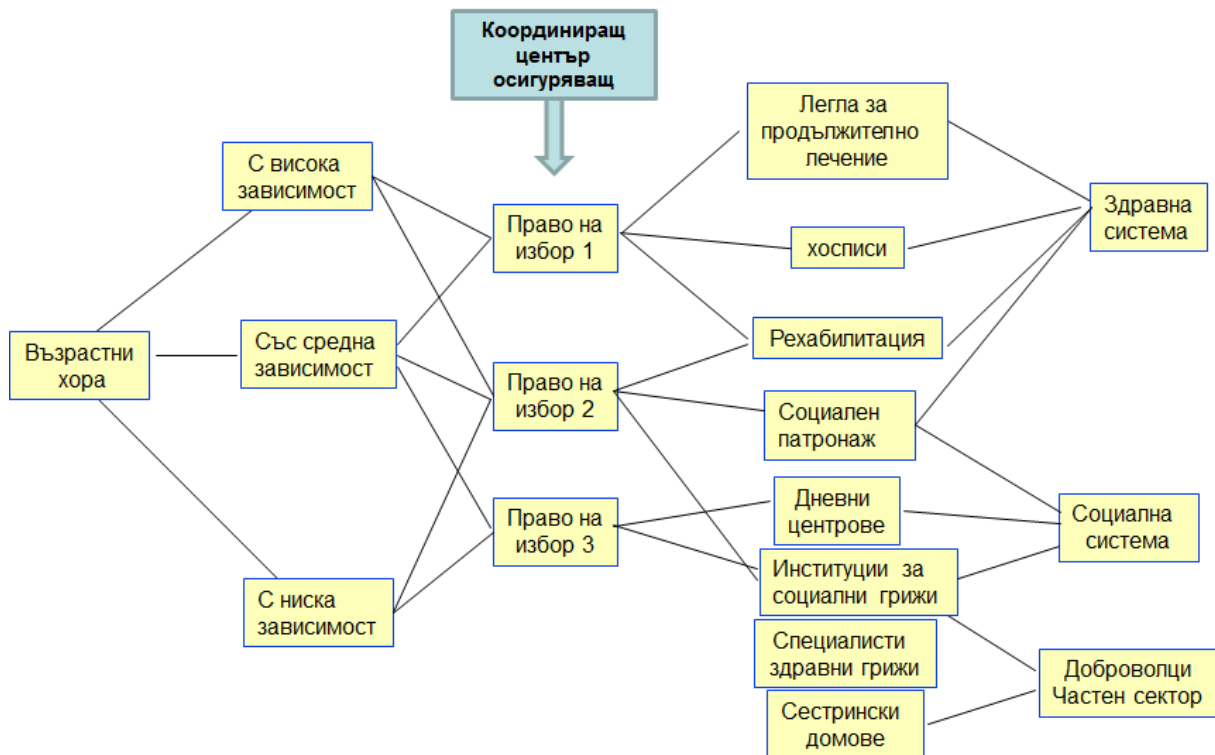 Координиращ
център
осигуряващ
Възрастни
хора
С висока
зависимост
Със средна
зависимост
С ниска
зависимост
Право на
избор 1
Право на
избор 2
Право на
избор 3
Легла за
продължително
лечение
хосписи
Рехабилитация
Социален
патронаж
Дневни
центрове
Институции за
социални грижи
Специалисти
здравни грижи
Сестрински
домове
Здравна
система
Социална
система
Доброволци
Частен сектор